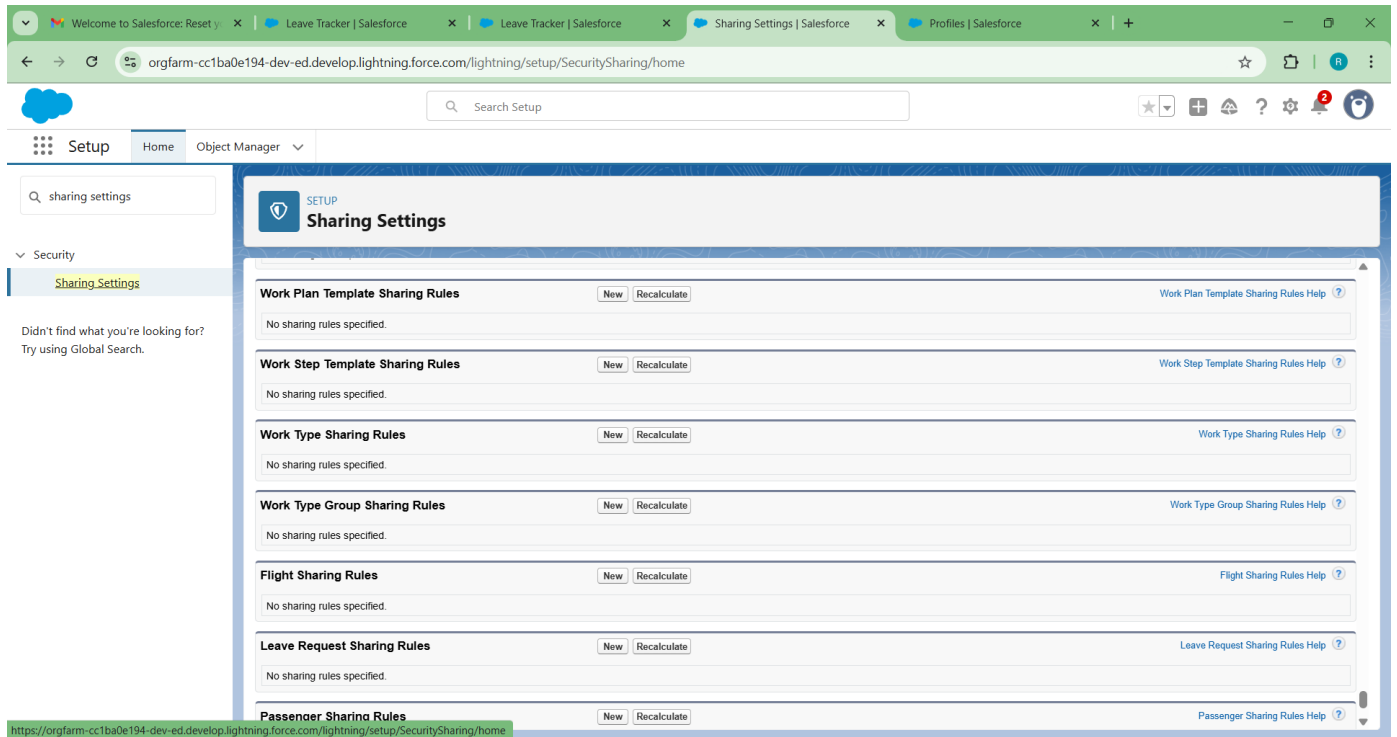 Welcome to Salesforce: Reset yo
Leave Tracker | Salesforce
Leave Tracker | Salesforce
Sharing Settings | Salesforce
Profiles | Salesforce
orgfarm-cc1ba0e194-dev-ed.develop.lightning.force.com/lightning/setup/SecuritySharing/home
R
Search Setup
2
Setup
Home
Object Manager
sharing settings
Security
Sharing Settings
Didn't find what you're looking for?
Try using Global Search.
SETUP
Sharing Settings
Work Plan Template Sharing Rules New Recalculate Work Plan Template Sharing Rules Help ?
No sharing rules specified.
Work Step Template Sharing Rules New Recalculate Work Step Template Sharing Rules Help ?
No sharing rules specified.
Work Type Sharing Rules New Recalculate Work Type Sharing Rules Help ?
No sharing rules specified.
Work Type Group Sharing Rules New Recalculate Work Type Group Sharing Rules Help ?
No sharing rules specified.
Flight Sharing Rules New Recalculate Flight Sharing Rules Help ?
No sharing rules specified.
Leave Request Sharing Rules New Recalculate Leave Request Sharing Rules Help ?
No sharing rules specified.
Passenger Sharing Rules New Recalculate Passenger Sharing Rules Help ?
https://orgfarm-cc1ba0e194-dev-ed.develop.lightning.force.com/lightning/setup/SecuritySharing/home